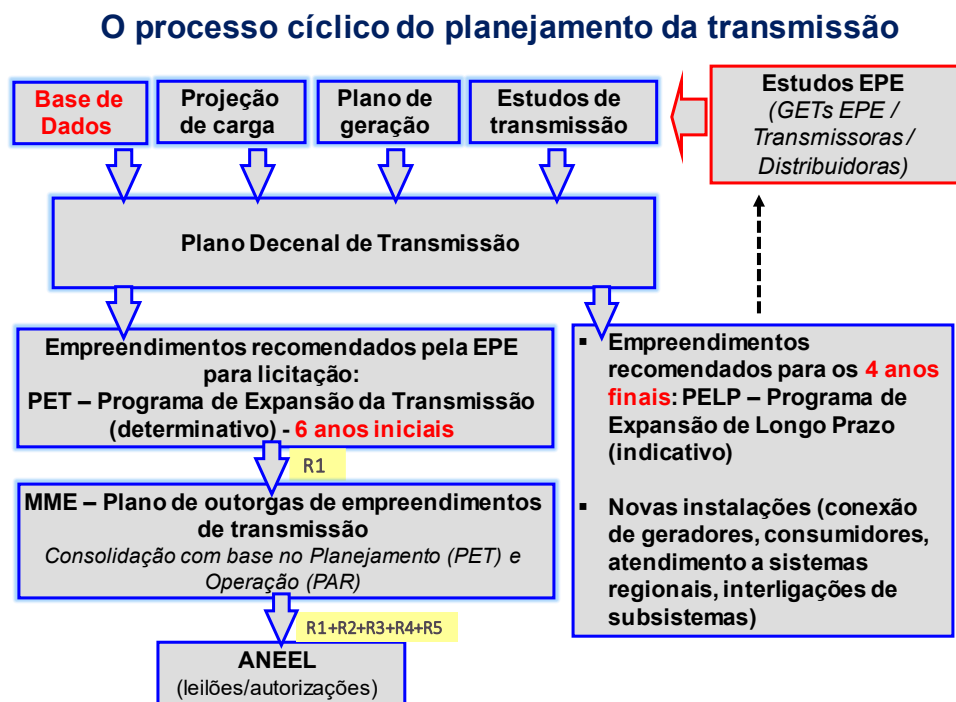 O processo cíclico do planejamento da transmissão
Base de
Dados
Projeção
de carga
Plano de
geração
Estudos de
transmissão
Estudos EPE
(GETs EPE /
Transmissoras /
Distribuidoras)
Plano Decenal de Transmissão
Empreendimentos recomendados pela EPE
para licitação:
PET – Programa de Expansão da Transmissão
(determinativo) - 6 anos iniciais
R1
MME – Plano de outorgas de empreendimentos
de transmissão
Consolidação com base no Planejamento (PET) e
Operação (PAR)
R1+R2+R3+R4+R5
ANEEL
(leilões/autorizações)
▪ Empreendimentos
recomendados para os 4 anos
finais: PELP – Programa de
Expansão de Longo Prazo
(indicativo)
▪ Novas instalações (conexão
de geradores, consumidores,
atendimento a sistemas
regionais, interligações de
subsistemas)